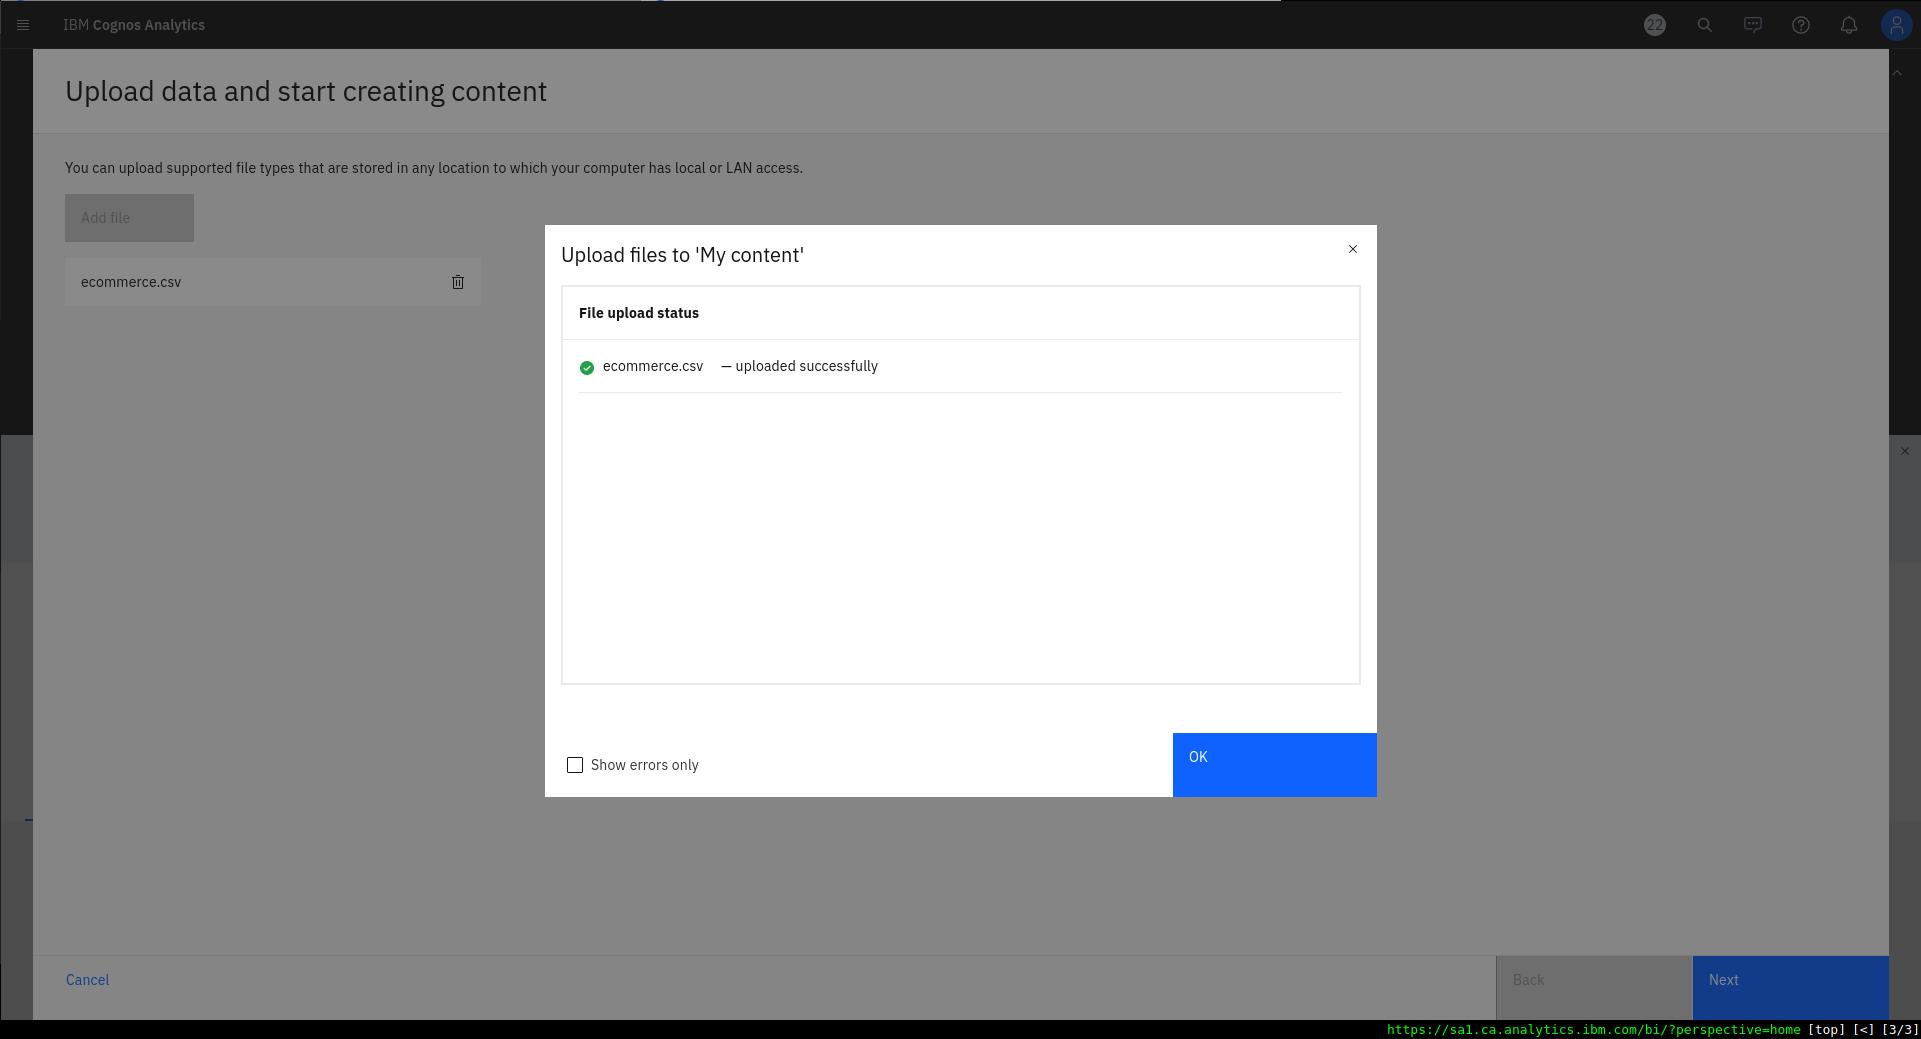 IBM Cognos Analytics
22
Upload data and start creating content
You can upload supported file types that are stored in any location to which your computer has local or LAN access.
Add file
ecommerce.csv
Upload files to 'My content'
File upload status
ecommerce.csv — uploaded successfully
Show errors only
OK
Cancel
Back
Next
https://sa1.ca.analytics.ibm.com/bi/?perspective=home [top] [<] [3/3]